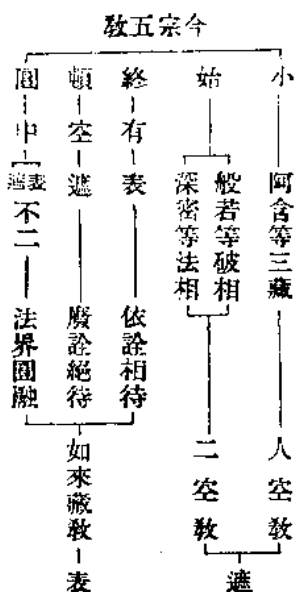 今宗五敎
小
阿含等三藏
人空敎
始
般若等破相
深密等法相
二空敎
遮
終有表
依詮相待
頓空遮
廢詮絕待
圓中表遮不二
法界圓融
如來藏敎
表